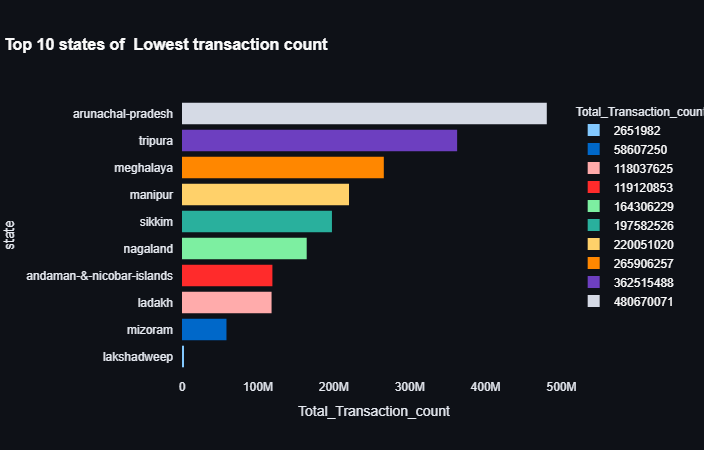 Top 10 states of  Lowest transaction count
arunachal-pradesh
tripura
meghalaya
manipur
sikkim
nagaland
andaman-&-nicobar-islands
ladakh
mizoram
lakshadweep
state
0 100M 200M 300M 400M 500M
Total_Transaction_count
Total_Transaction_count
2651982
58607250
118037625
119120853
164306229
197582526
220051020
265906257
362515488
480670071